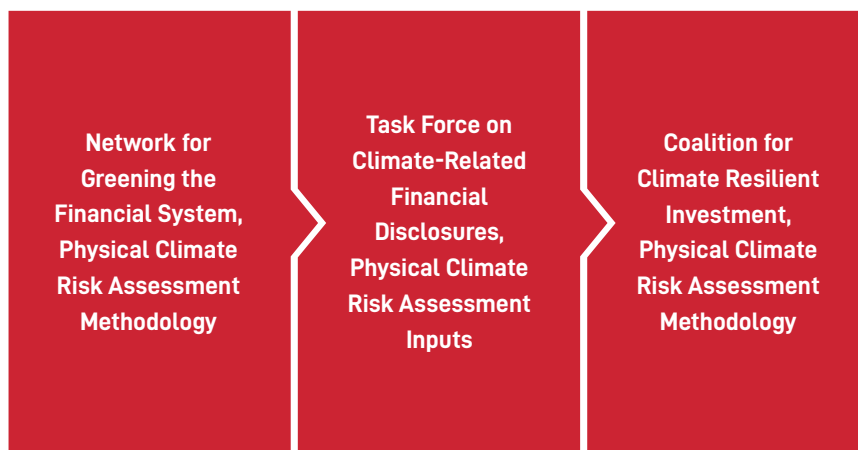 Network for
Greening the
Financial System,
Physical Climate
Risk Assessment
Methodology
Task Force on
Climate-Related
Financial
Disclosures,
Physical Climate
Risk Assessment
Inputs
Coalition for
Climate Resilient
Investment,
Physical Climate
Risk Assessment
Methodology